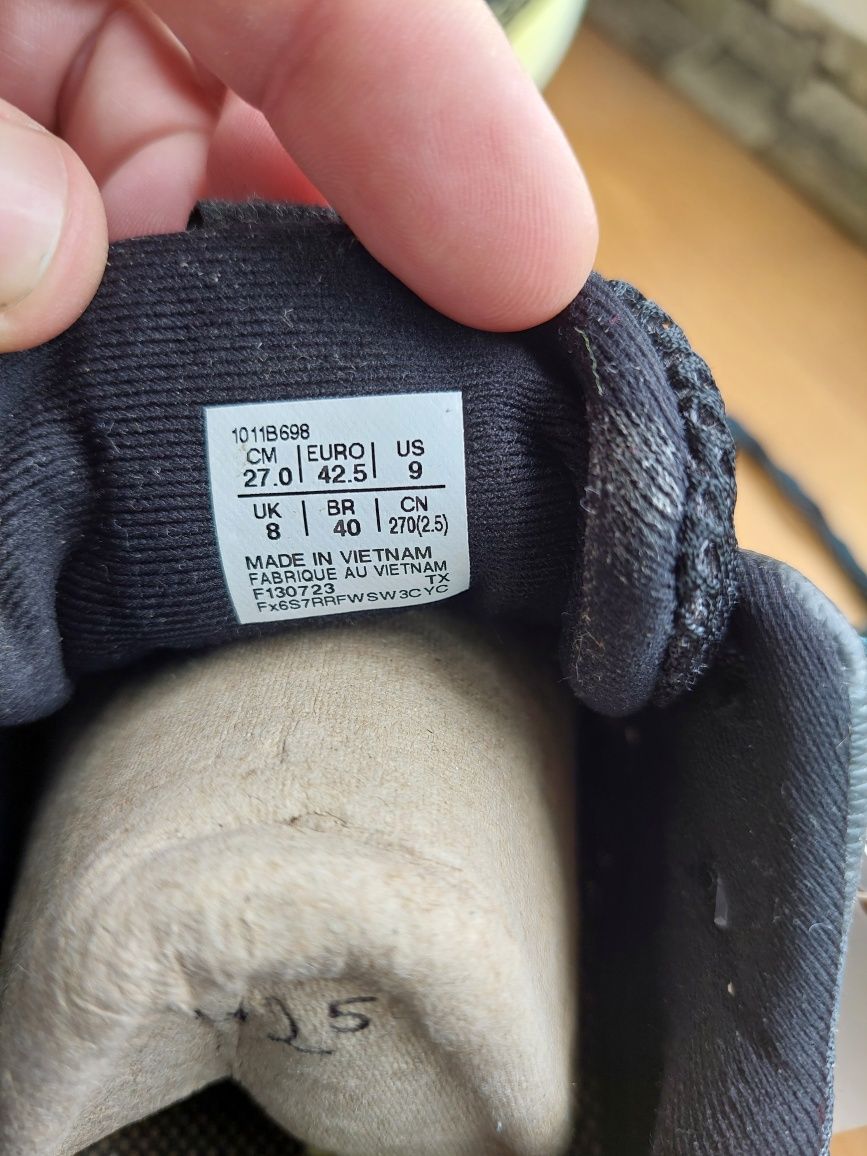 1011B698
CM | EURO | US
27.0 | 42.5 | 9
UK | BR | CN
8 | 40 | 270(2.5)
MADE IN VIETNAM
FABRIQUE AU VIETNAM
F130723 TX
Fx6S7RRFWSW3CYC
25